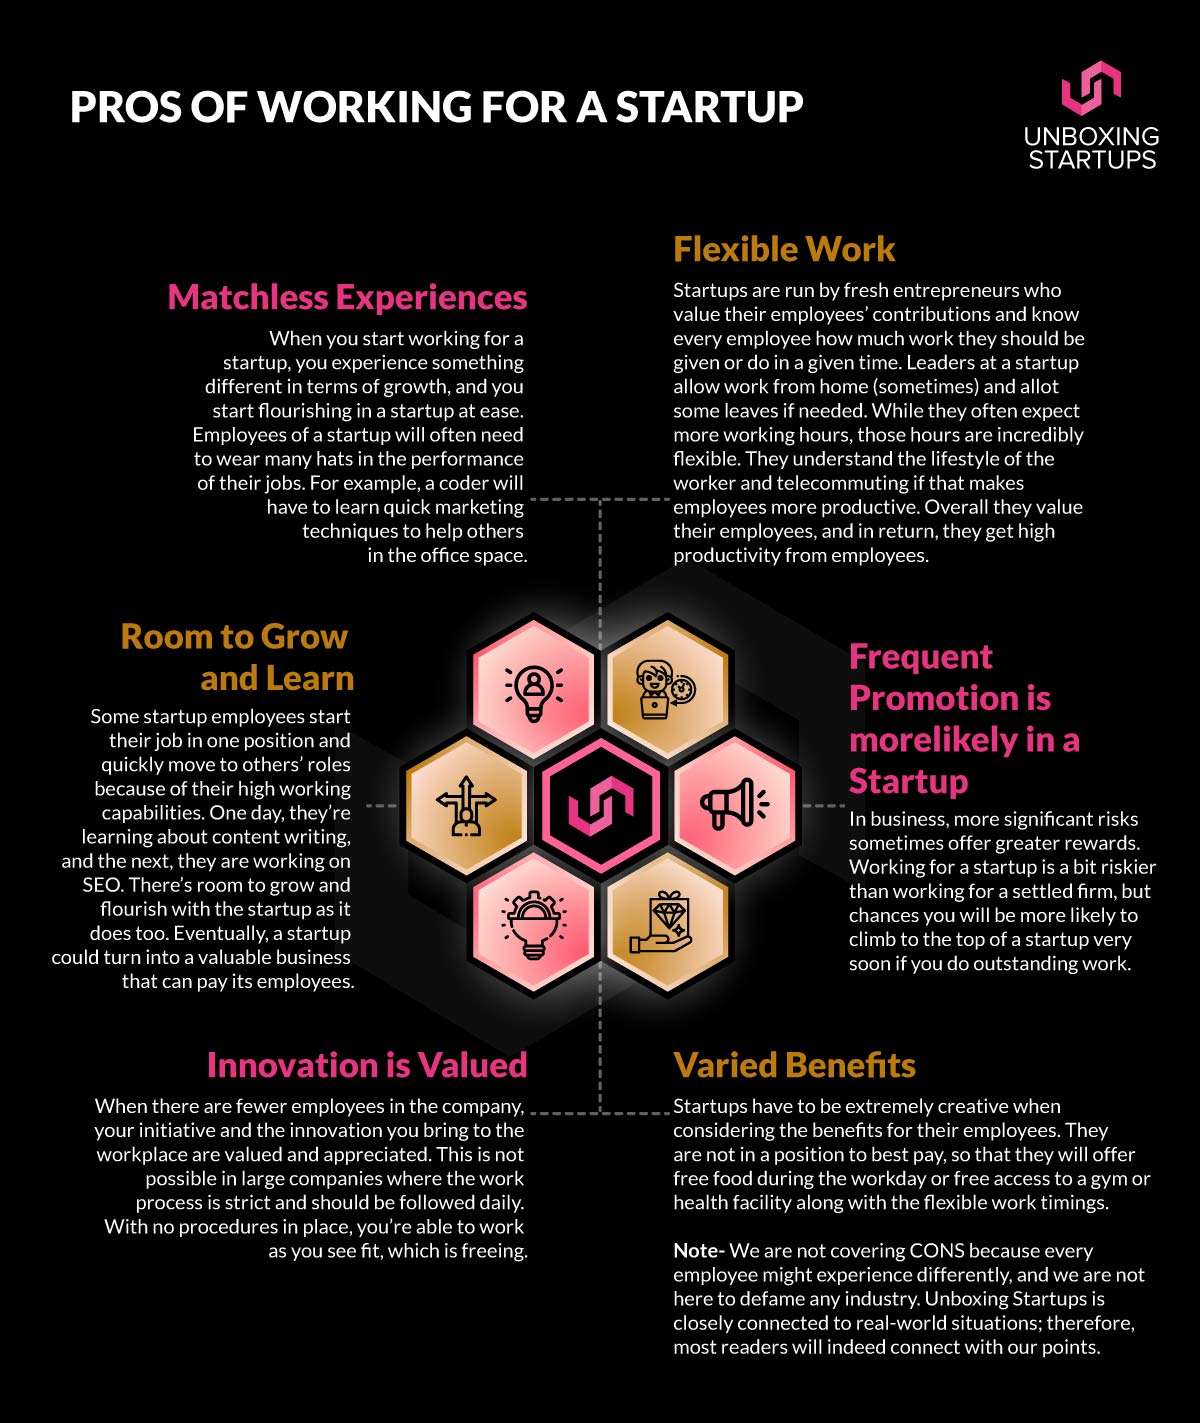 PROS OF WORKING FOR A STARTUP
UNBOXING
STARTUPS
Matchless Experiences
When you start working for a
startup, you experience something
different in terms of growth, and you
start flourishing in a startup at ease.
Employees of a startup will often need
to wear many hats in the performance
of their jobs. For example, a coder will
have to learn quick marketing
techniques to help others
in the office space.
Flexible Work
Startups are run by fresh entrepreneurs who
value their employees' contributions and know
every employee how much work they should be
given or do in a given time. Leaders at a startup
allow work from home (sometimes) and allot
some leaves if needed. While they often expect
more working hours, those hours are incredibly
flexible. They understand the lifestyle of the
worker and telecommuting if that makes
employees more productive. Overall they value
their employees, and in return, they get high
productivity from employees.
Room to Grow
and Learn
Some startup employees start
their job in one position and
quickly move to others' roles
because of their high working
capabilities. One day, they're
learning about content writing,
and the next, they are working on
SEO. There's room to grow and
flourish with the startup as it
does too. Eventually, a startup
could turn into a valuable business
that can pay its employees.
Frequent
Promotion is
morelikely in a
Startup
In business, more significant risks
sometimes offer greater rewards.
Working for a startup is a bit riskier
than working for a settled firm, but
chances you will be more likely to
climb to the top of a startup very
soon if you do outstanding work.
Innovation is Valued
When there are fewer employees in the company,
your initiative and the innovation you bring to the
workplace are valued and appreciated. This is not
possible in large companies where the work
process is strict and should be followed daily.
With no procedures in place, you're able to work
as you see fit, which is freeing.
Varied Benefits
Startups have to be extremely creative when
considering the benefits for their employees. They
are not in a position to best pay, so that they will offer
free food during the workday or free access to a gym or
health facility along with the flexible work timings.
Note- We are not covering CONS because every
employee might experience differently, and we are not
here to defame any industry. Unboxing Startups is
closely connected to real-world situations; therefore,
most readers will indeed connect with our points.